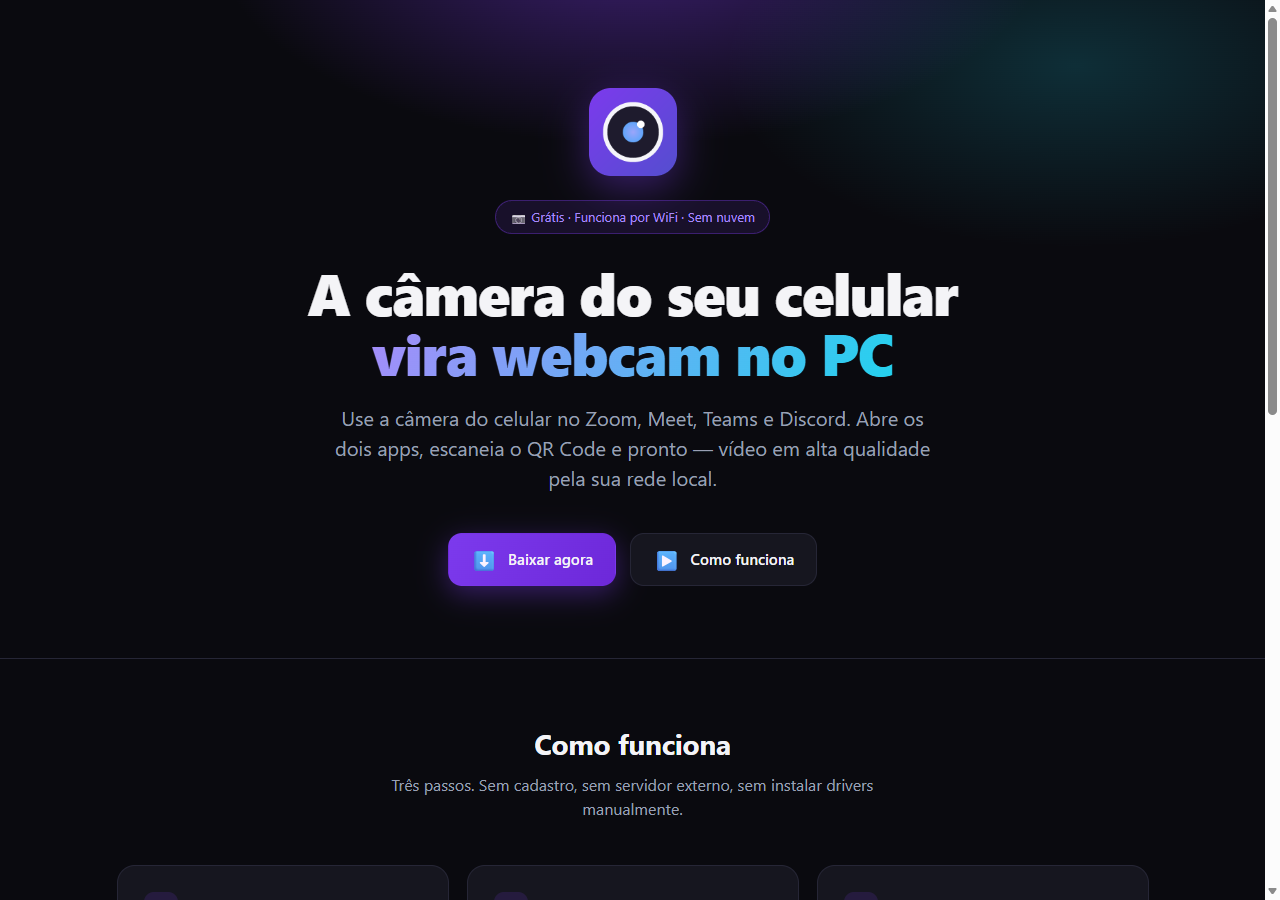 Grátis · Funciona por WiFi · Sem nuvem
A câmera do seu celular
vira webcam no PC
Use a câmera do celular no Zoom, Meet, Teams e Discord. Abre os
dois apps, escaneia o QR Code e pronto — vídeo em alta qualidade
pela sua rede local.
Baixar agora
Como funciona
Como funciona
Três passos. Sem cadastro, sem servidor externo, sem instalar drivers
manualmente.